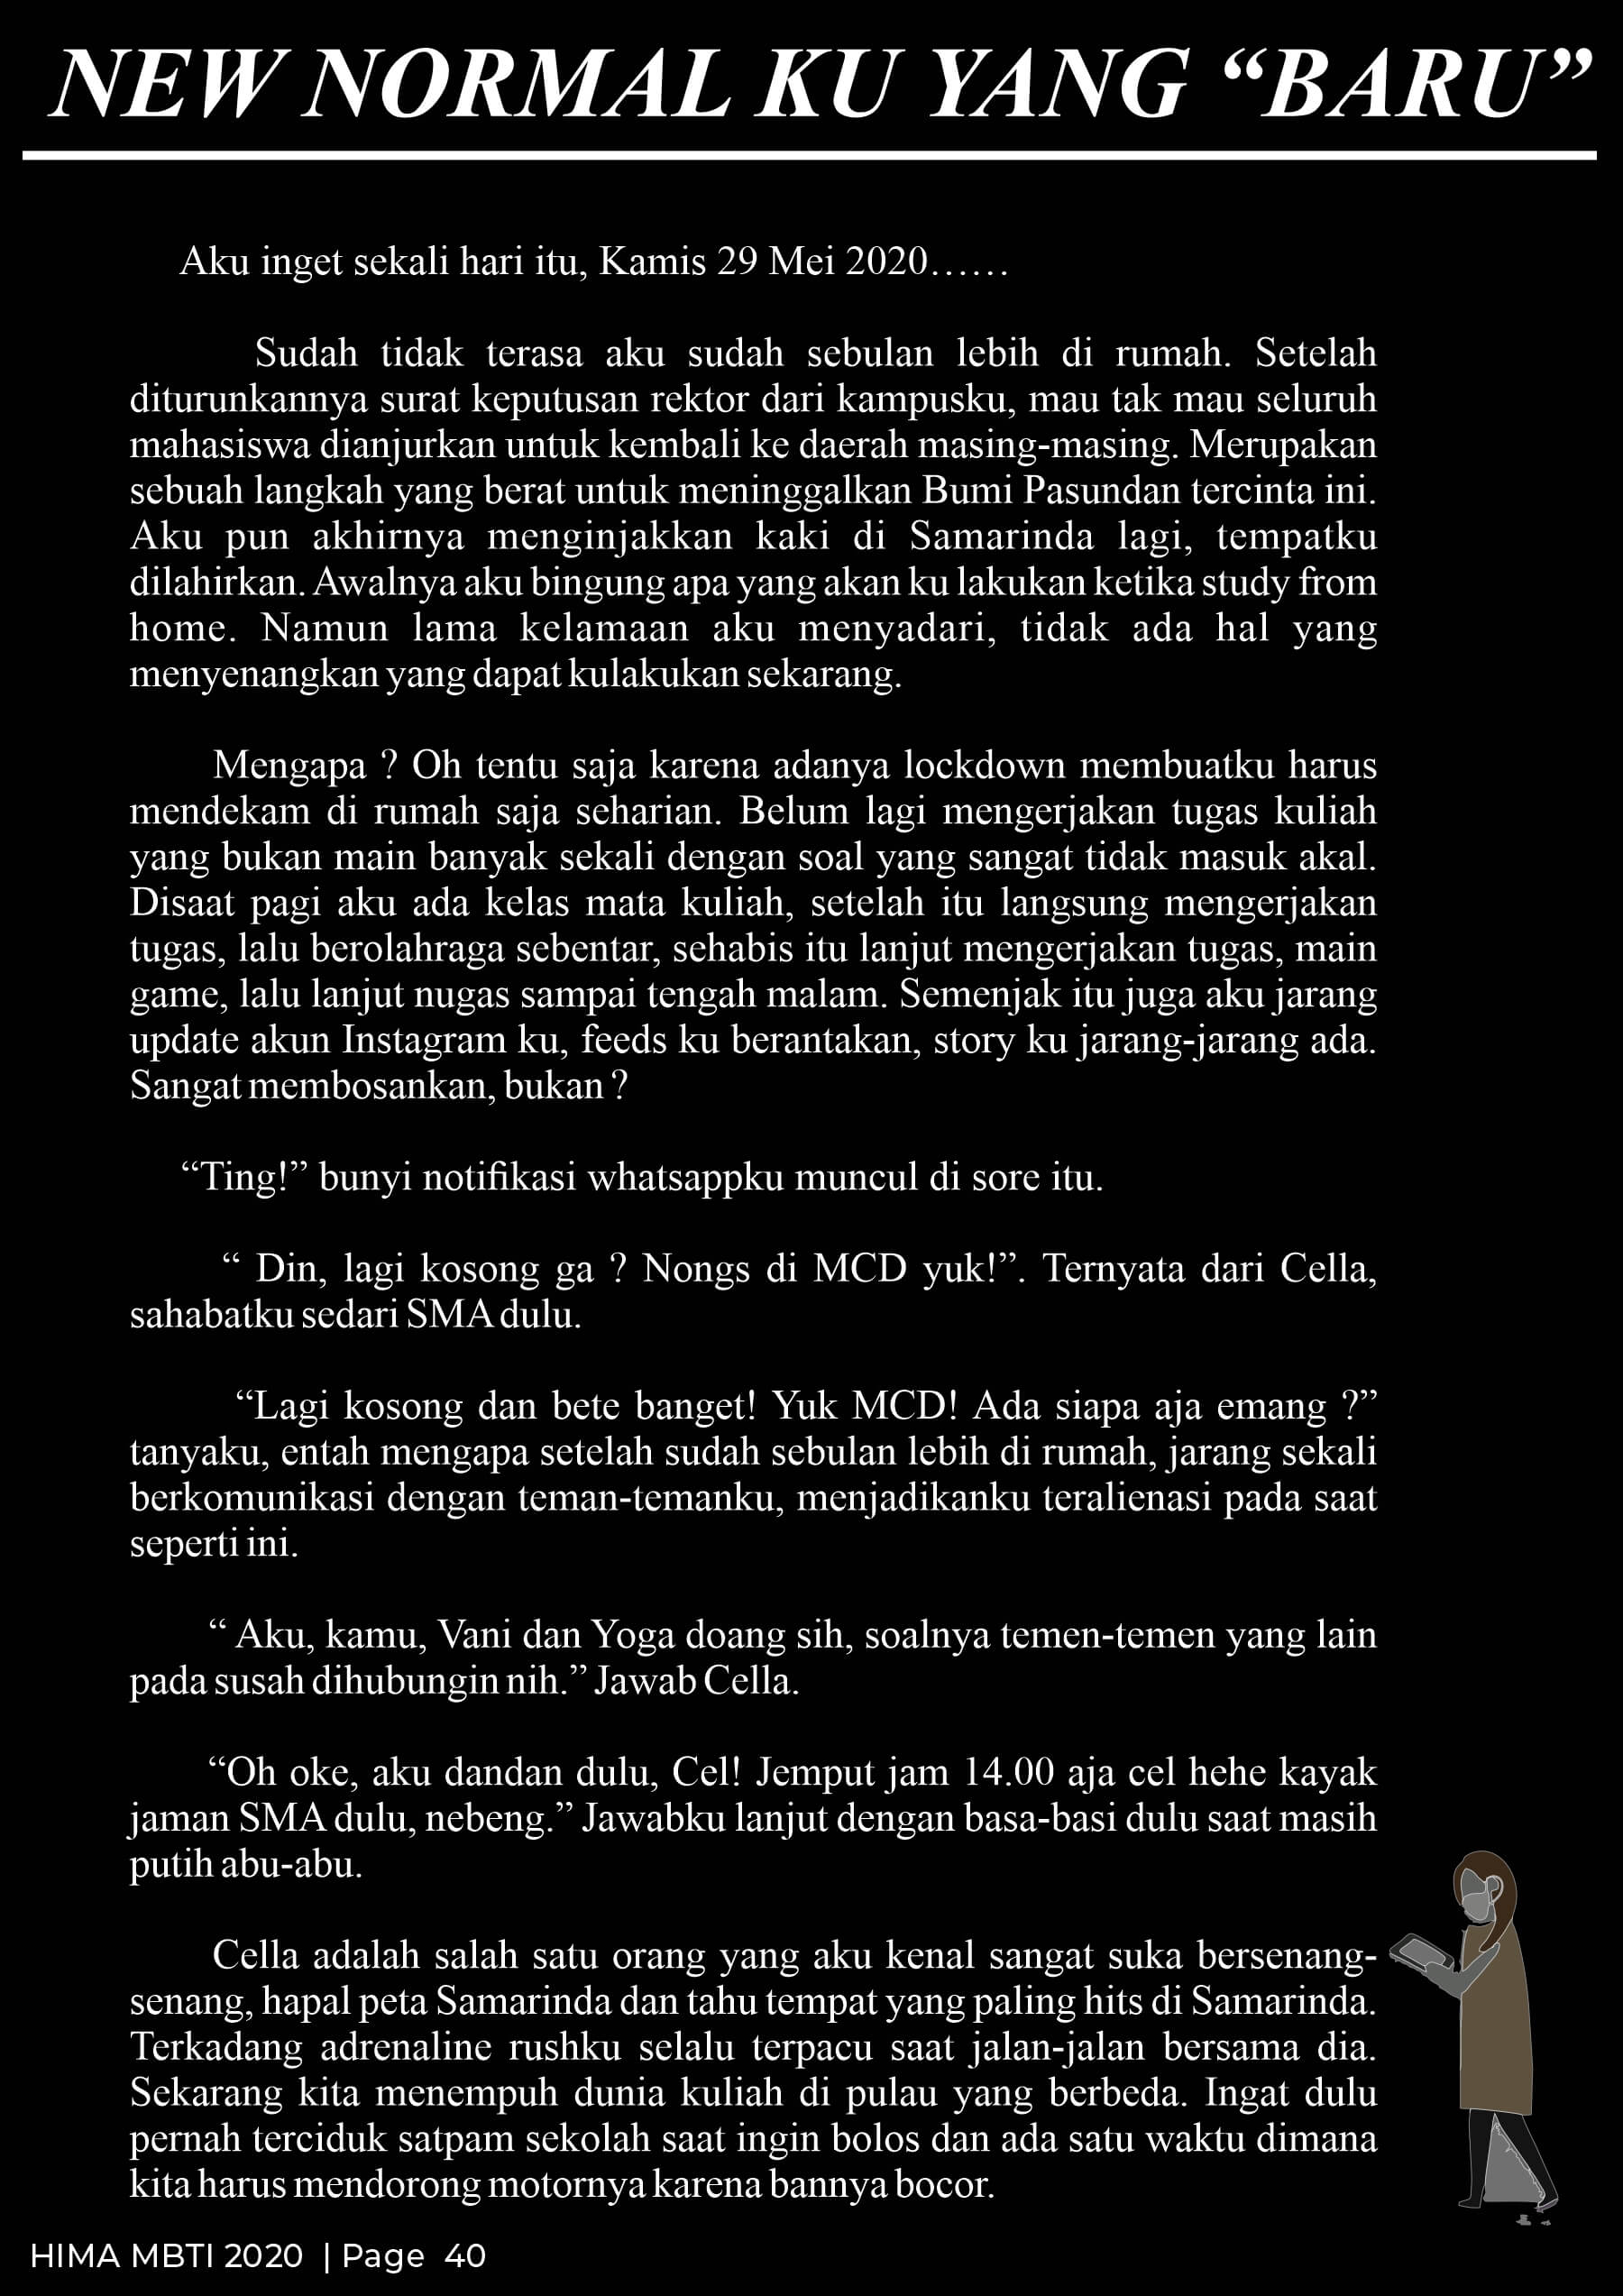 NEW NORMAL KU YANG “BARU”
Aku inget sekali hari itu, Kamis 29 Mei 2020……
Sudah tidak terasa aku sudah sebulan lebih di rumah. Setelah
diturunkannya surat keputusan rektor dari kampusku, mau tak mau seluruh
mahasiswa dianjurkan untuk kembali ke daerah masing-masing. Merupakan
sebuah langkah yang berat untuk meninggalkan Bumi Pasundan tercinta ini.
Aku pun akhirnya menginjakkan kaki di Samarinda lagi, tempatku
dilahirkan. Awalnya aku bingung apa yang akan ku lakukan ketika study from
home. Namun lama kelamaan aku menyadari, tidak ada hal yang
menyenangkan yang dapat kulakukan sekarang.
Mengapa ? Oh tentu saja karena adanya lockdown membuatku harus
mendekam di rumah saja seharian. Belum lagi mengerjakan tugas kuliah
yang bukan main banyak sekali dengan soal yang sangat tidak masuk akal.
Disaat pagi aku ada kelas mata kuliah, setelah itu langsung mengerjakan
tugas, lalu berolahraga sebentar, sehabis itu lanjut mengerjakan tugas, main
game, lalu lanjut nugas sampai tengah malam. Semenjak itu juga aku jarang
update akun Instagram ku, feeds ku berantakan, story ku jarang-jarang ada.
Sangat membosankan, bukan ?
“Ting!” bunyi notifikasi whatsappku muncul di sore itu.
“ Din, lagi kosong ga ? Nongs di MCD yuk!”. Ternyata dari Cella,
sahabatku sedari SMA dulu.
“Lagi kosong dan bete banget! Yuk MCD! Ada siapa aja emang ?”
tanyaku, entah mengapa setelah sudah sebulan lebih di rumah, jarang sekali
berkomunikasi dengan teman-temanku, menjadikanku teralienasi pada saat
seperti ini.
“ Aku, kamu, Vani dan Yoga doang sih, soalnya temen-temen yang lain
pada susah dihubungin nih.” Jawab Cella.
“Oh oke, aku dandan dulu, Cel! Jemput jam 14.00 aja cel hehe kayak
jaman SMA dulu, nebeng.” Jawabku lanjut dengan basa-basi dulu saat masih
putih abu-abu.
Cella adalah salah satu orang yang aku kenal sangat suka bersenang-
senang, hapal peta Samarinda dan tahu tempat yang paling hits di Samarinda.
Terkadang adrenaline rushku selalu terpacu saat jalan-jalan bersama dia.
Sekarang kita menempuh dunia kuliah di pulau yang berbeda. Ingat dulu
pernah terciduk satpam sekolah saat ingin bolos dan ada satu waktu dimana
kita harus mendorong motornya karena bannya bocor.
HIMA MBTI 2020 | Page 40